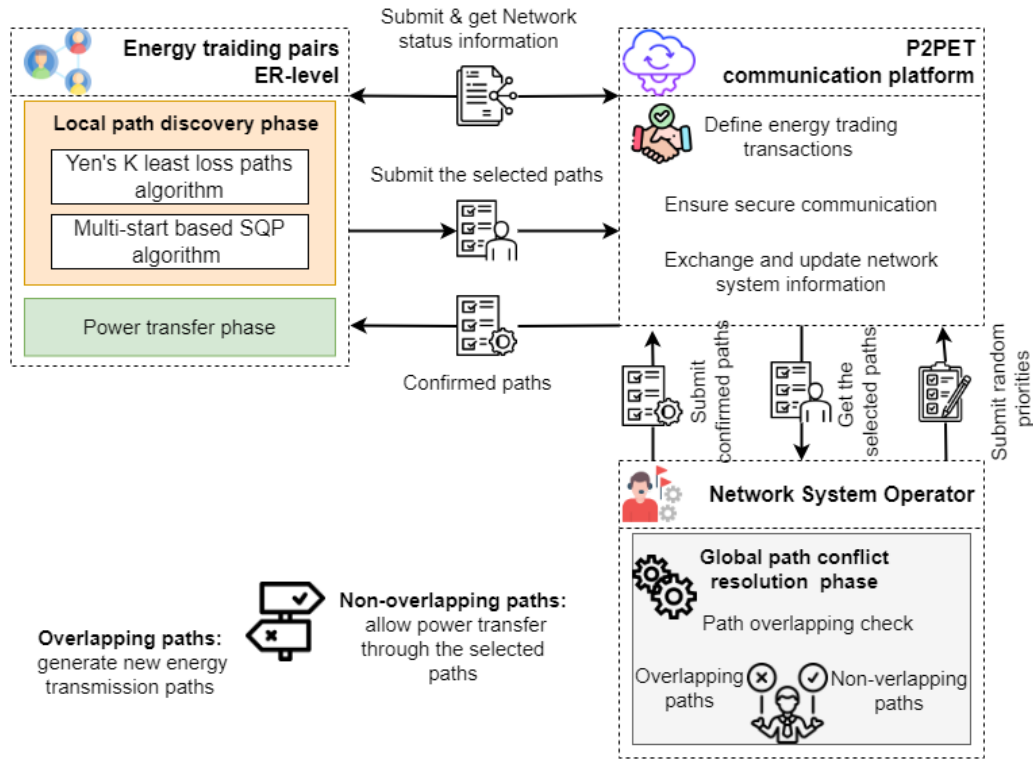 Submit & get Network
status information
Energy traiding pairs
ER-level
P2PET
communication platform
Local path discovery phase
Yen's K least loss paths
algorithm
Multi-start based SQP
algorithm
Power transfer phase
Submit the selected paths
Confirmed paths
Define energy trading
transactions
Ensure secure communication
Exchange and update network
system information
Submit
confirmed paths
Get the
selected paths
Submit random
priorities
Network System Operator
Global path conflict
resolution phase
Path overlapping check
Overlapping
paths
Non-verlapping
paths
Overlapping paths:
generate new energy
transmission paths
Non-overlapping paths:
allow power transfer
through the selected
paths